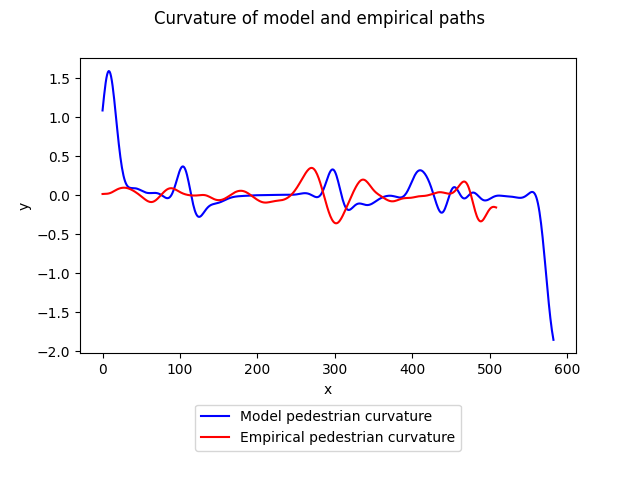 Curvature of model and empirical paths
1.5
1.0
0.5
0.0
−0.5
−1.0
−1.5
−2.0
y
0 100 200 300 400 500 600
x
Model pedestrian curvature
Empirical pedestrian curvature